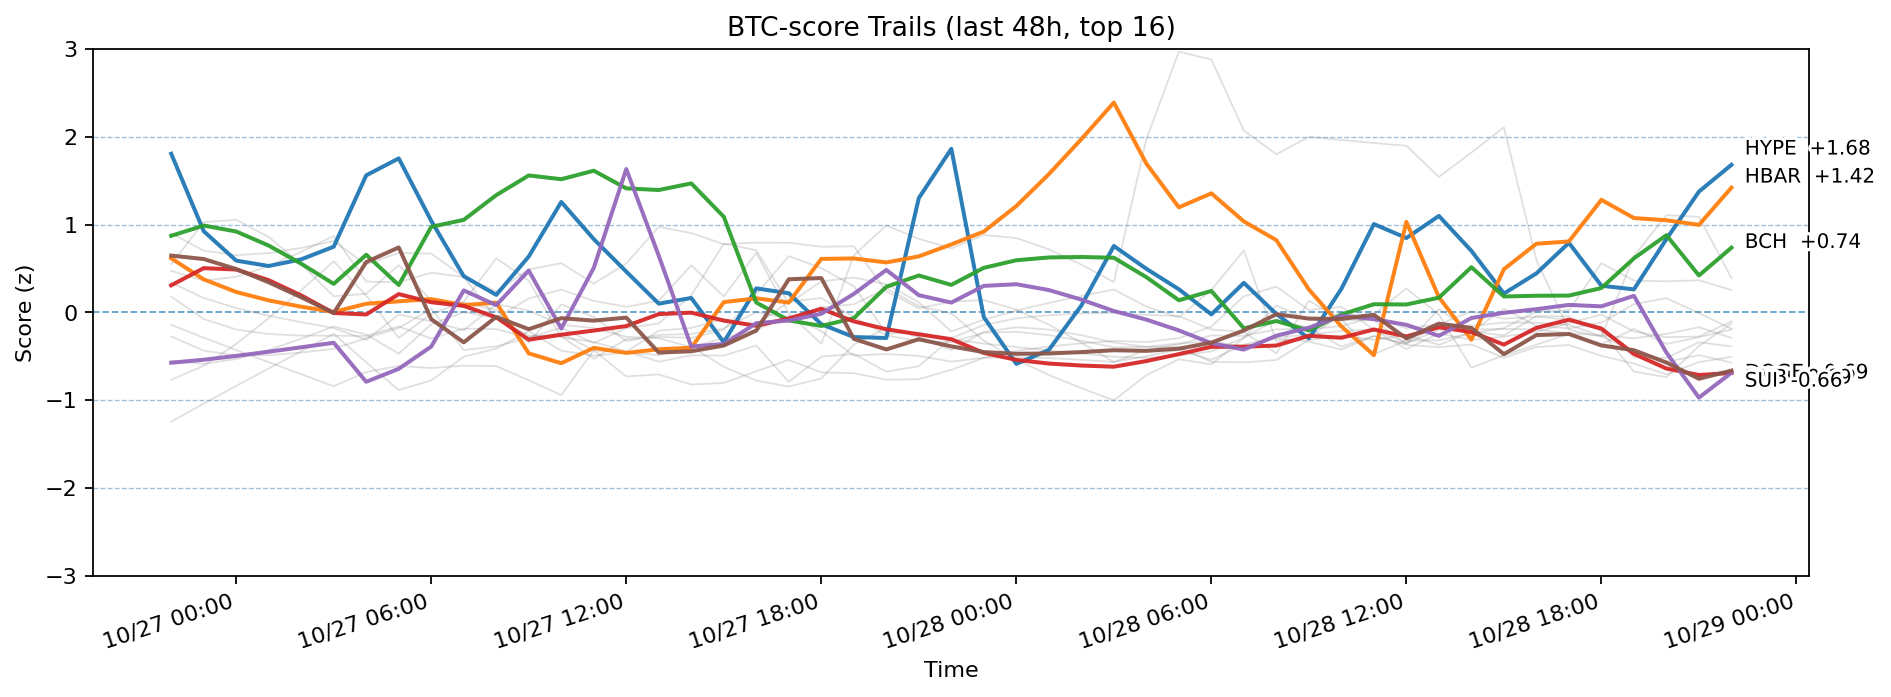 BTC-score Trails (last 48h, top 16)
Score (z)
3
2
1
0
−1
−2
−3
HYPE +1.68
HBAR +1.42
BCH +0.74
SUI -0.66
10/27 00:00
10/27 06:00
10/27 12:00
10/27 18:00
10/28 00:00
10/28 06:00
10/28 12:00
10/28 18:00
10/29 00:00
Time